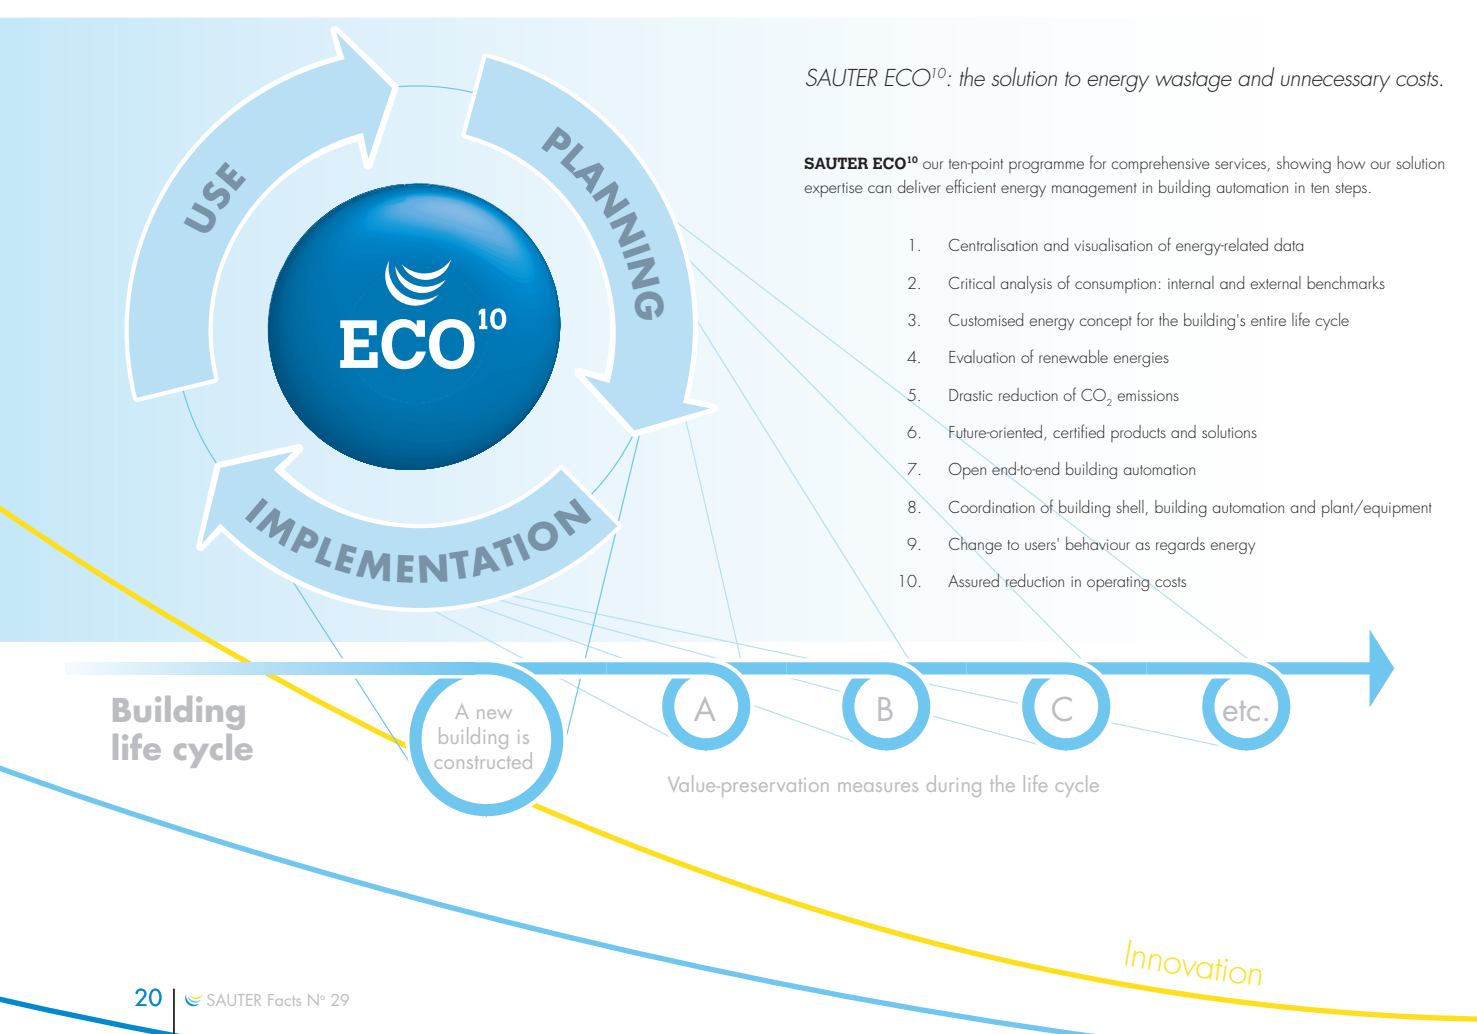 SAUTER ECO10: the solution to energy wastage and unnecessary costs.
SAUTER ECO10 our ten-point programme for comprehensive services, showing how our solution
expertise can deliver efficient energy management in building automation in ten steps.
1. Centralisation and visualisation of energy-related data
2. Critical analysis of consumption: internal and external benchmarks
3. Customised energy concept for the building's entire life cycle
4. Evaluation of renewable energies
5. Drastic reduction of CO2 emissions
6. Future-oriented, certified products and solutions
7. Open end-to-end building automation
8. Coordination of building shell, building automation and plant/equipment
9. Change to users' behaviour as regards energy
10. Assured reduction in operating costs
USE
PLANNING
IMPLEMENTATION
ECO10
Building
life cycle
A new
building is
constructed
A
B
C
etc.
Value-preservation measures during the life cycle
Innovation
20
SAUTER Facts No 29